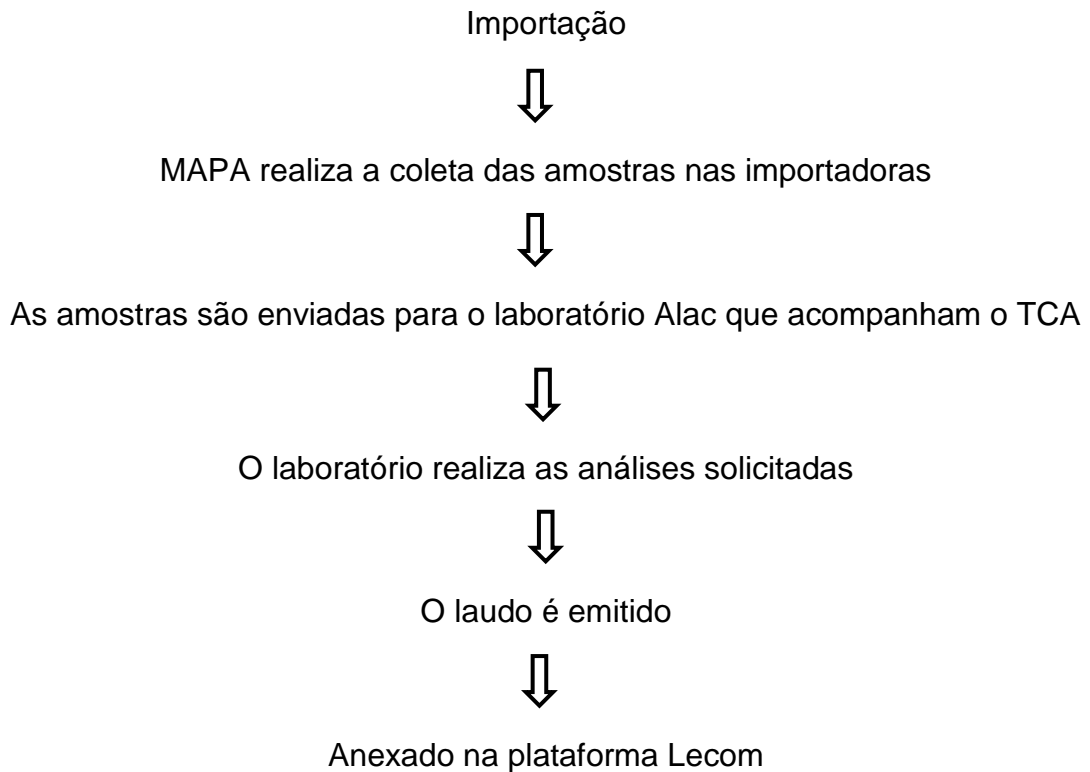 Importação
MAPA realiza a coleta das amostras nas importadoras
As amostras são enviadas para o laboratório Alac que acompanham o TCA
O laboratório realiza as análises solicitadas
O laudo é emitido
Anexado na plataforma Lecom